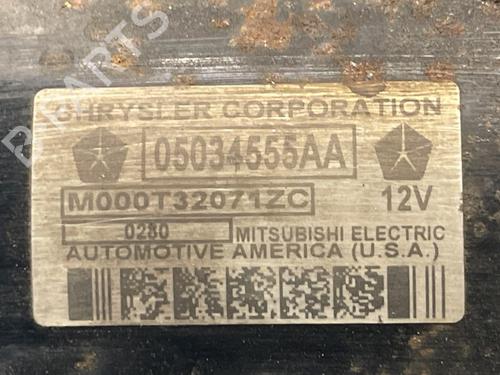 CHRYSLER CORPORATION
05034555AA
M000T32071ZC 12V
0280 MITSUBISHI ELECTRIC
AUTOMOTIVE AMERICA (U.S.A.)